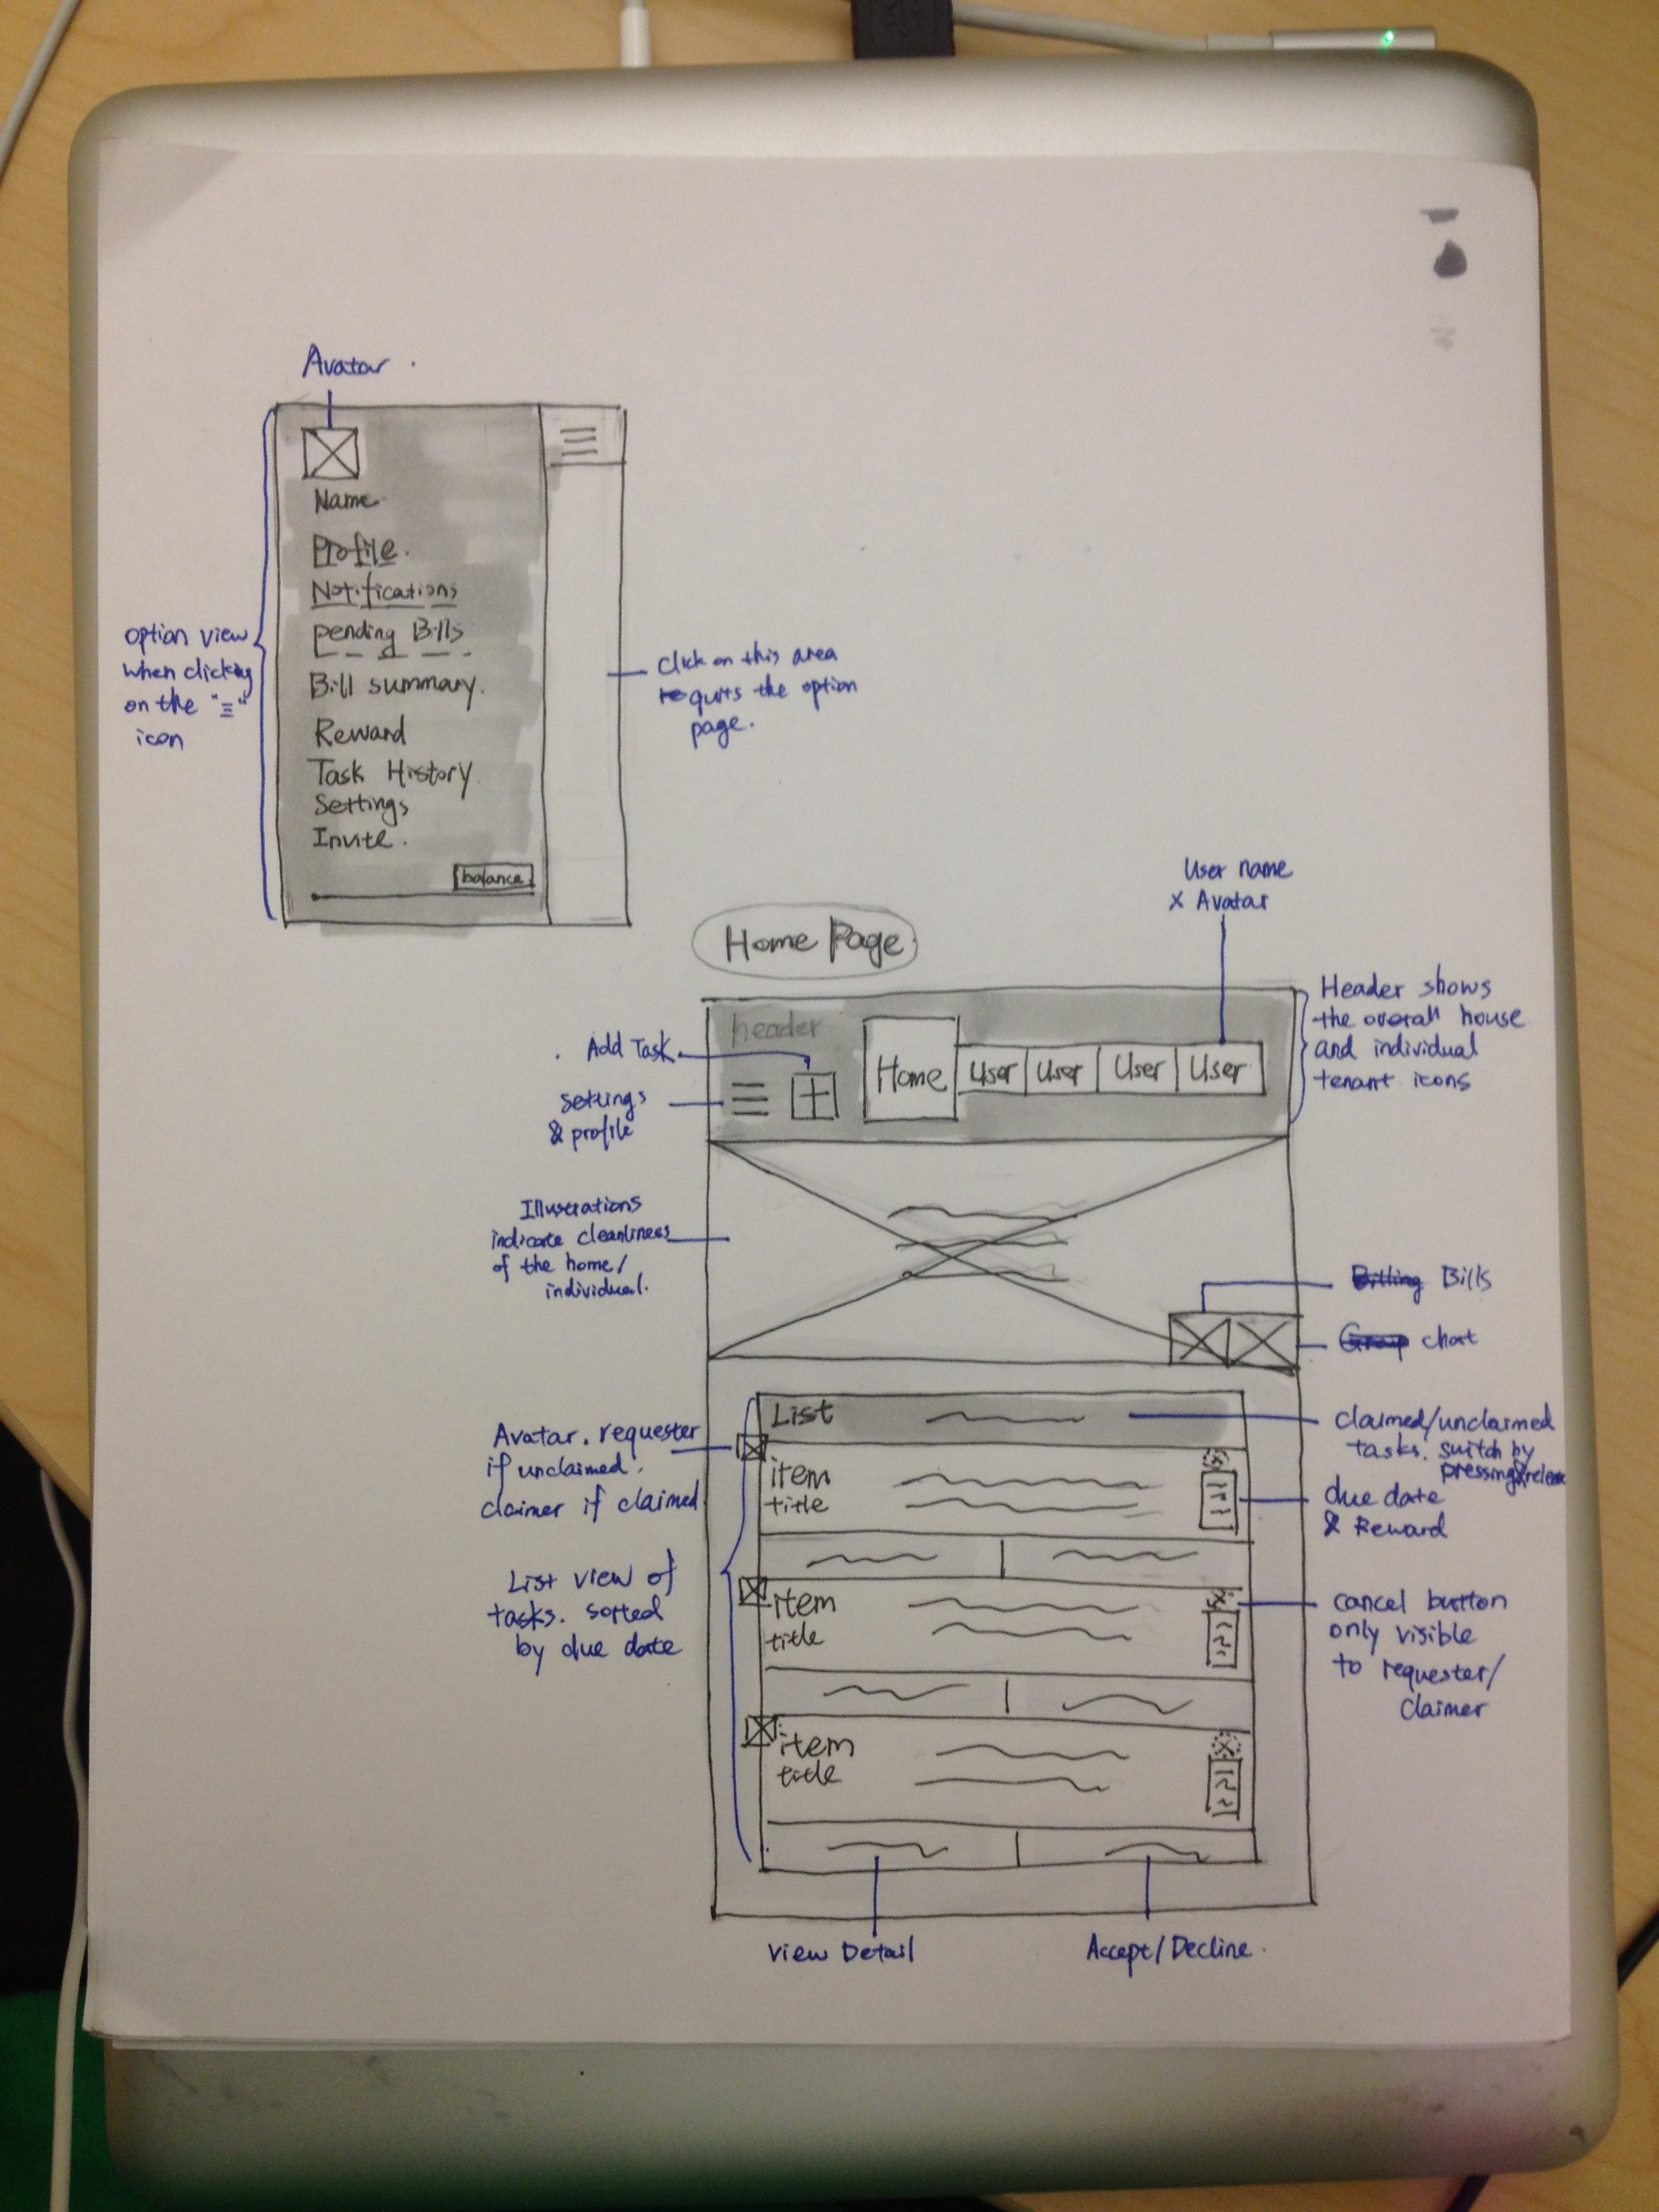 Avatar.
Name.
Profile.
Notifications
pending Bills
Bill summary.
Reward
Task History
Settings
Invite.
balance
option view
when clicking
on the "≡"
icon
Click on this area
quits the option
page.
Home Page
User name
x Avatar
header
Home
User
User
User
User
Add Task
settings
& profile
Header shows
the overall house
and individual
tenant icons
Illustrations
indicate cleanliness
of the home/
individual.
Billing Bills
Group chat
List
claimed/unclaimed
tasks. switch by
pressing&release
Avatar. requester
if unclaimed.
claimer if claimed
item
title
due date
& Reward
List view of
tasks. sorted
by due date
item
title
cancel button
only visible
to requester/
claimer
item
title
View Detail
Accept/Decline.